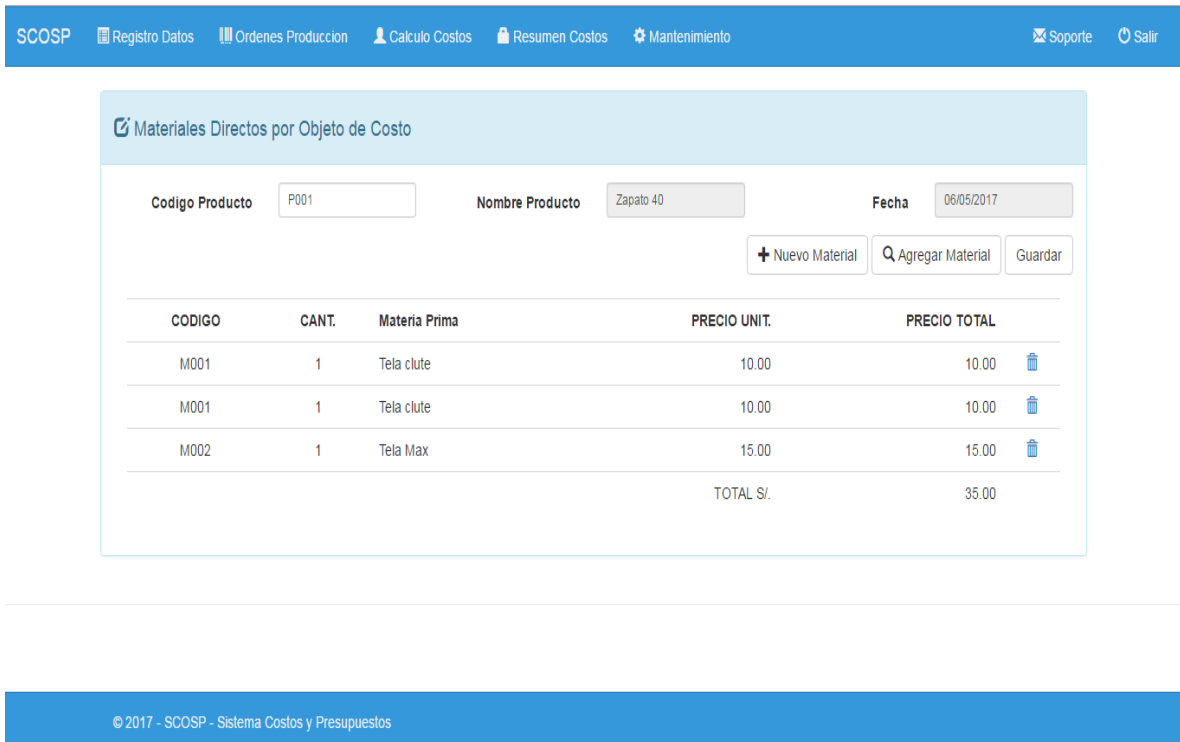 SCOSP Registro Datos Ordenes Produccion Calculo Costos Resumen Costos Mantenimiento Soporte Salir
Materiales Directos por Objeto de Costo
Codigo Producto P001 Nombre Producto Zapato 40 Fecha 06/05/2017
Nuevo Material Agregar Material Guardar
CODIGO CANT. Materia Prima PRECIO UNIT. PRECIO TOTAL
M001 1 Tela clute 10.00 10.00
M001 1 Tela clute 10.00 10.00
M002 1 Tela Max 15.00 15.00
TOTAL S/. 35.00
© 2017 - SCOSP - Sistema Costos y Presupuestos